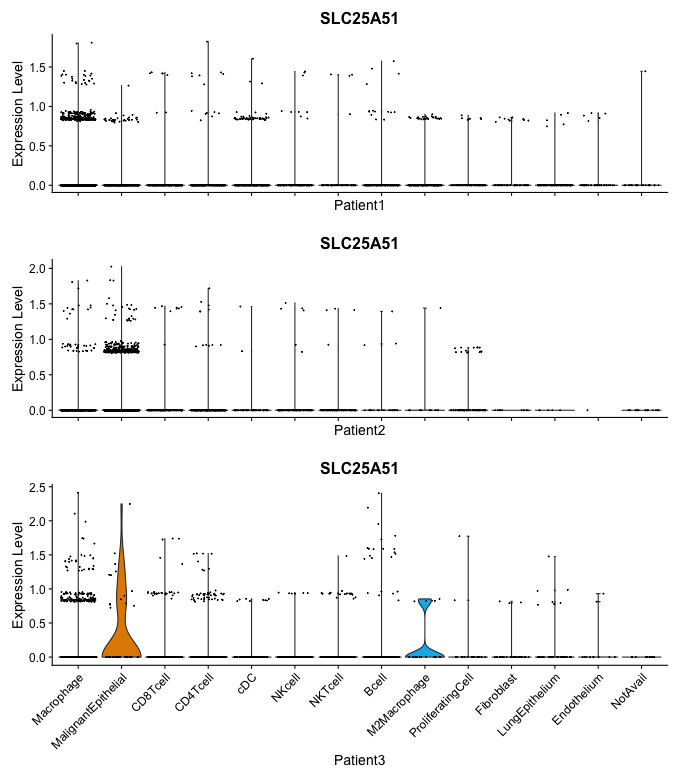 SLC25A51
Expression Level
1.5
1.0
0.5
0.0
Patient1
SLC25A51
Expression Level
2.0
1.5
1.0
0.5
0.0
Patient2
SLC25A51
Expression Level
2.5
2.0
1.5
1.0
0.5
0.0
Macrophage
MalignantEpithelial
CD8Tcell
CD4Tcell
cDC
NKcell
NKTcell
Bcell
M2Macrophage
ProliferatingCell
Fibroblast
LungEpithelium
Endothelium
NotAvail
Patient3